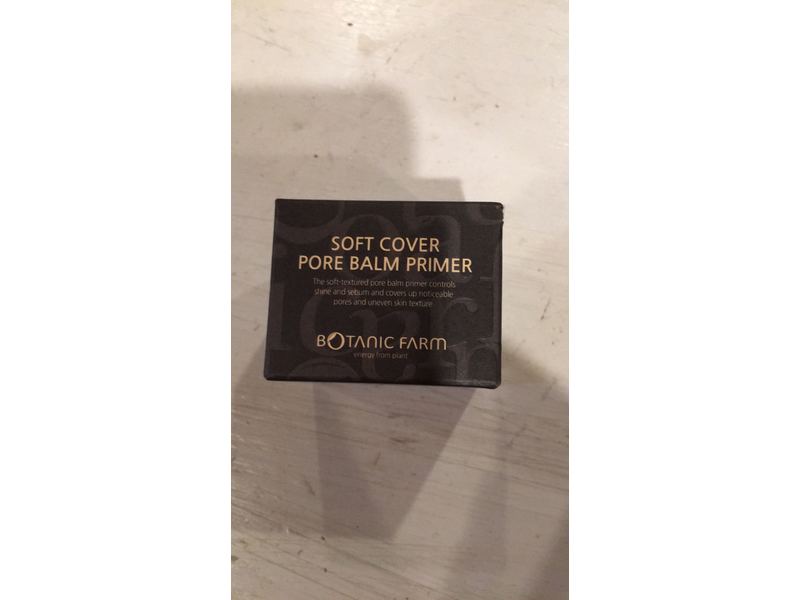 SOFT COVER
PORE BALM PRIMER
The soft-textured pore balm primer controls
shine and sebum and covers up noticeable
pores and uneven skin texture
BOTANIC FARM
energy from plant